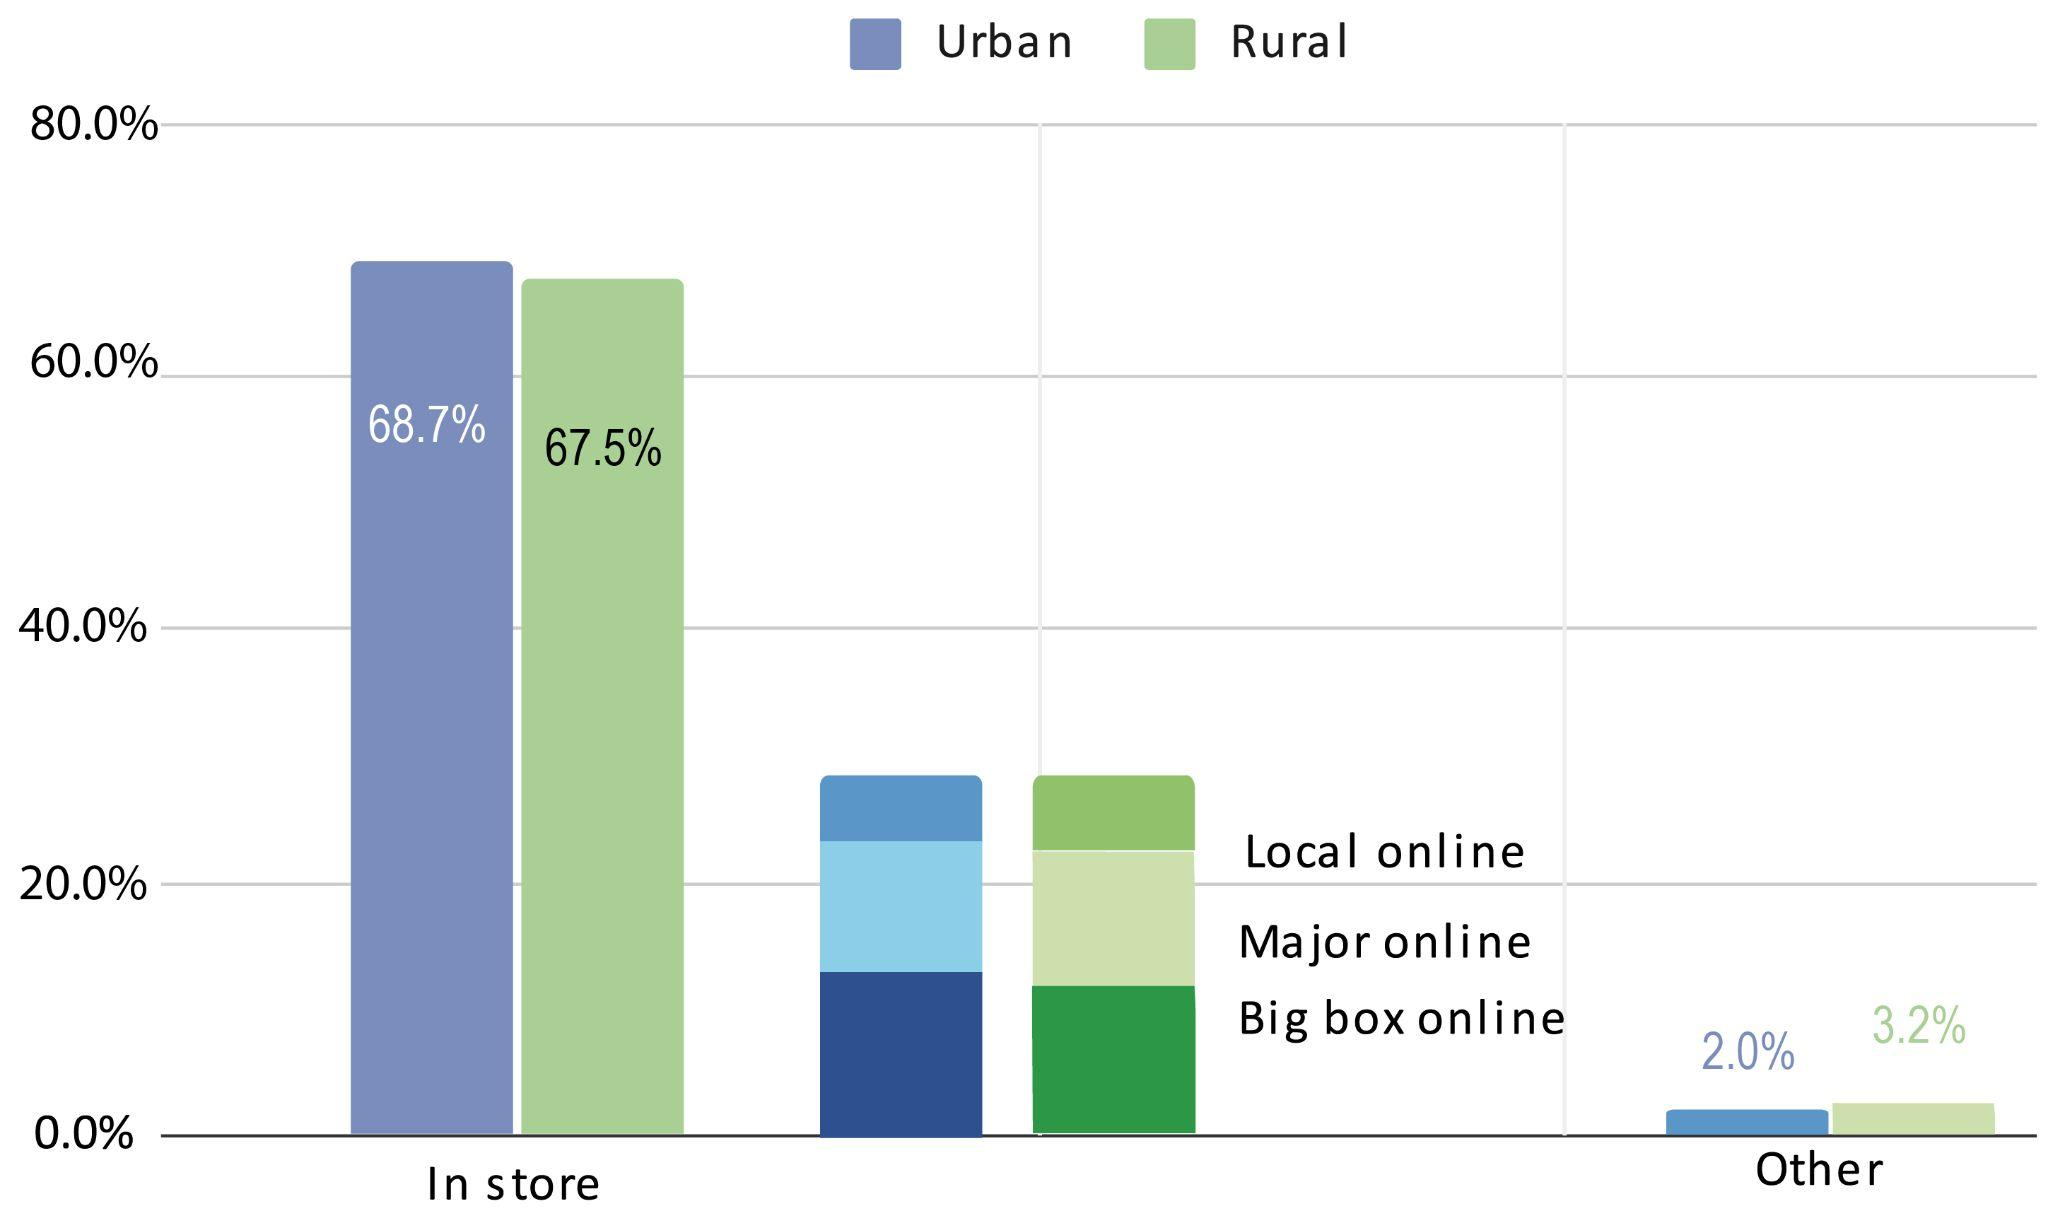 Urban
Rural
80.0%
60.0%
40.0%
20.0%
0.0%
68.7%
67.5%
Local online
Major online
Big box online
2.0%
3.2%
In store
Other